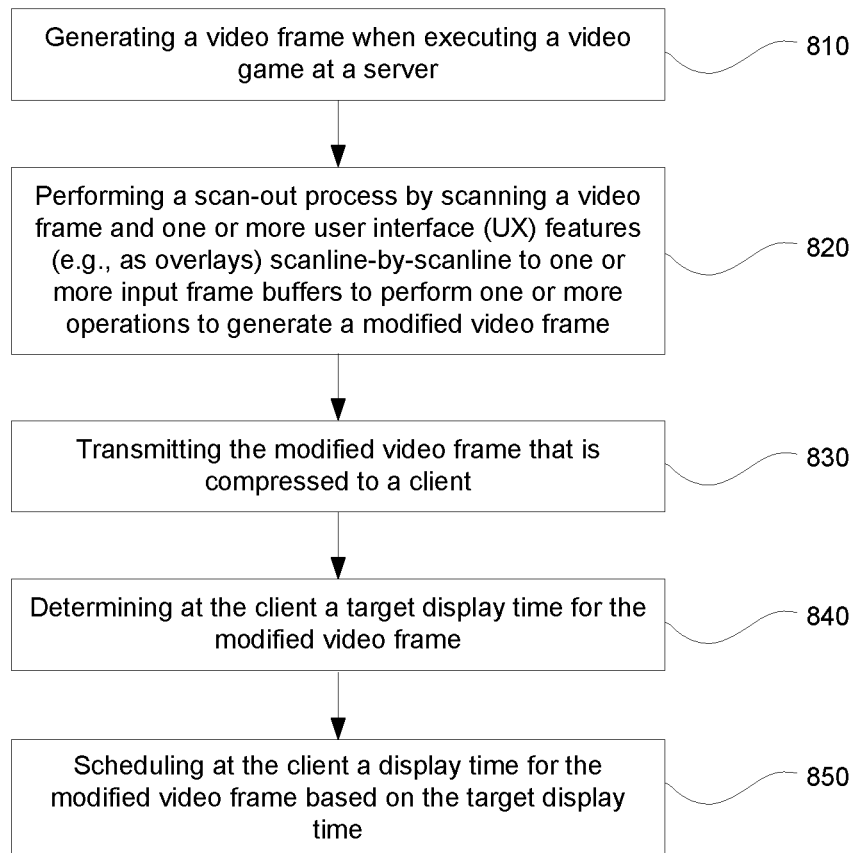 Generating a video frame when executing a video
game at a server
810
Performing a scan-out process by scanning a video
frame and one or more user interface (UX) features
(e.g., as overlays) scanline-by-scanline to one or
more input frame buffers to perform one or more
operations to generate a modified video frame
820
Transmitting the modified video frame that is
compressed to a client
830
Determining at the client a target display time for the
modified video frame
840
Scheduling at the client a display time for the
modified video frame based on the target display
time
850